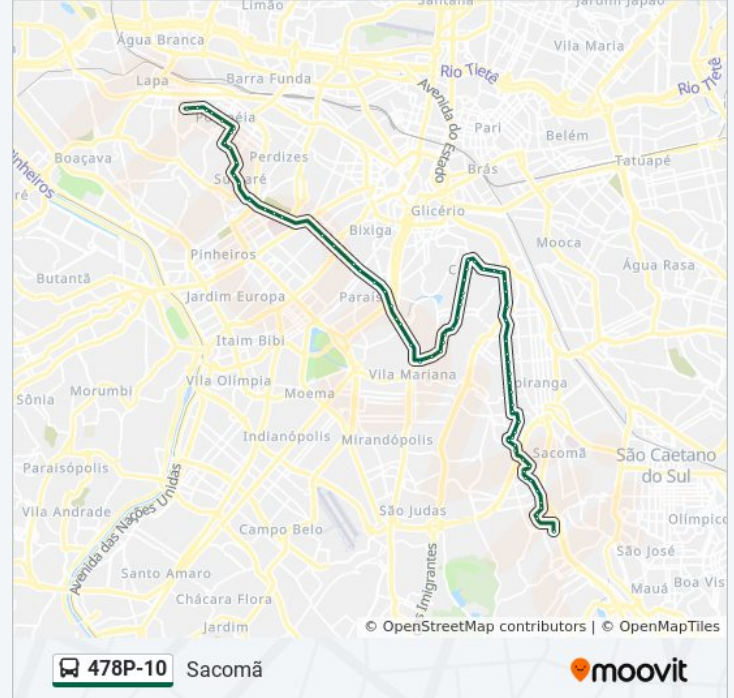 Limão
Santana
Jardim Japão
Água Branca
Vila Maria
Rio Tietê
Lapa
Barra Funda
Rio Tietê
Avenida do Estado
Pari
Belém
Boaçava
Perdizes
Brás
Tatuapé
Pinheiros
Glicério
Bixiga
Mooca
Pinheiros
Água Rasa
Butantã
Jardim Europa
Itaim Bibi
Vila Mariana
Vila Olímpia
Morumbi
Moema
Sônia
Indianópolis
Mirandópolis
Sacomã
São Caetano
do Sul
Paraisópolis
Avenida das Nações Unidas
Vila Andrade
São Judas
Olímpico
Campo Belo
São José
Santo Amaro
Imigrantes
Mauá
Boa Vis
Chácara Flora
Jardim
© OpenStreetMap contributors | © OpenMapTiles
478P-10 Sacomã
moovit